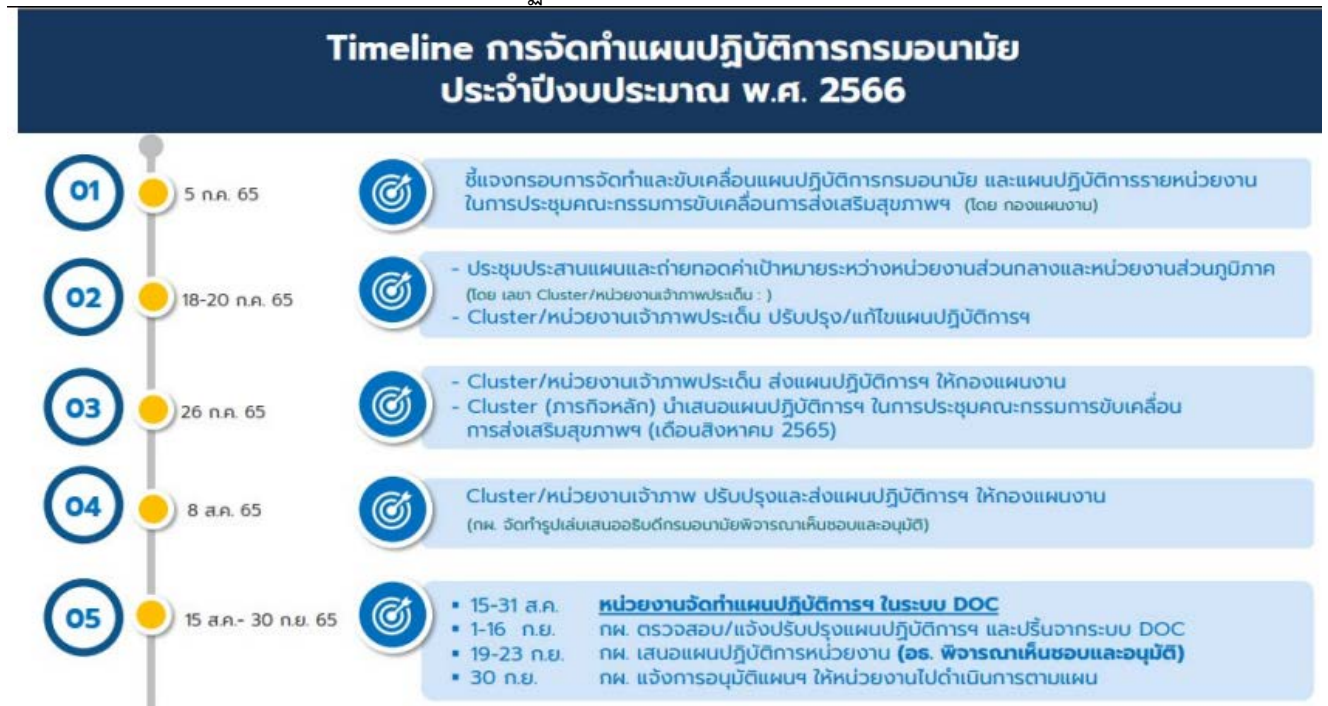 Timeline การจัดทำแผนปฏิบัติการกรมอนามัย
ประจำปีงบประมาณ พ.ศ. 2566
01
5 ก.ค. 65
ชี้แจงกรอบการจัดทำและขับเคลื่อนแผนปฏิบัติการกรมอนามัย และแผนปฏิบัติการรายหน่วยงาน
ในการประชุมคณะกรรมการขับเคลื่อนการส่งเสริมสุขภาพฯ (โดย กองแผนงาน)
02
18-20 ก.ค. 65
- ประชุมประสานแผนและถ่ายทอดค่าเป้าหมายระหว่างหน่วยงานส่วนกลางและหน่วยงานส่วนภูมิภาค
(โดย เลขา Cluster/หน่วยงานเจ้าภาพประเด็น : )
- Cluster/หน่วยงานเจ้าภาพประเด็น ปรับปรุง/แก้ไขแผนปฏิบัติการฯ
03
26 ก.ค. 65
- Cluster/หน่วยงานเจ้าภาพประเด็น ส่งแผนปฏิบัติการฯ ให้กองแผนงาน
- Cluster (ภารกิจหลัก) นำเสนอแผนปฏิบัติการฯ ในการประชุมคณะกรรมการขับเคลื่อน
การส่งเสริมสุขภาพฯ (เดือนสิงหาคม 2565)
04
8 ส.ค. 65
Cluster/หน่วยงานเจ้าภาพ ปรับปรุงและส่งแผนปฏิบัติการฯ ให้กองแผนงาน
(กผ. จัดทำรูปเล่มเสนออธิบดีกรมอนามัยพิจารณาเห็นชอบและอนุมัติ)
05
15 ส.ค.- 30 ก.ย. 65
▪ 15-31 ส.ค. หน่วยงานจัดทำแผนปฏิบัติการฯ ในระบบ DOC
▪ 1-16 ก.ย. กผ. ตรวจสอบ/แจ้งปรับปรุงแผนปฏิบัติการฯ และปริ้นจากระบบ DOC
▪ 19-23 ก.ย. กผ. เสนอแผนปฏิบัติการหน่วยงาน (อธ. พิจารณาเห็นชอบและอนุมัติ)
▪ 30 ก.ย. กผ. แจ้งการอนุมัติแผนฯ ให้หน่วยงานไปดำเนินการตามแผน